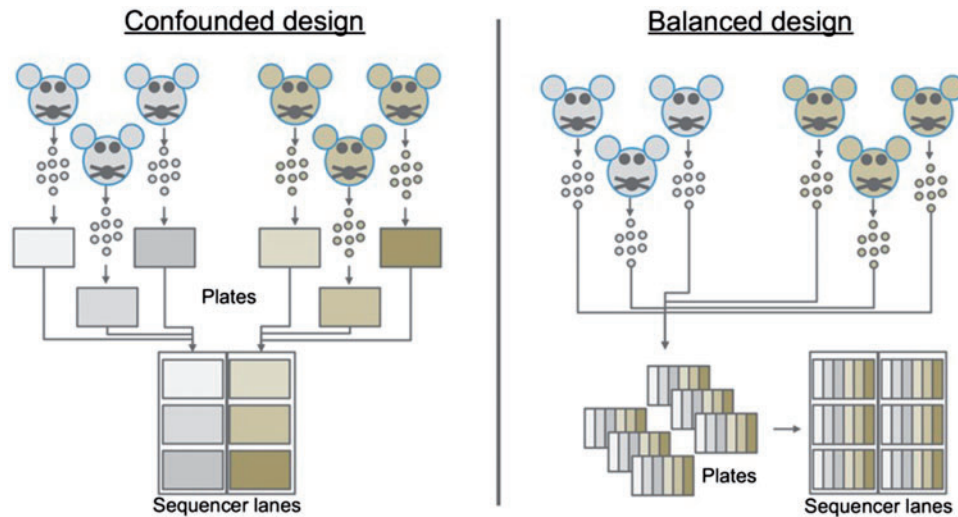 Confounded design
Balanced design
Plates
Sequencer lanes
Plates
Sequencer lanes